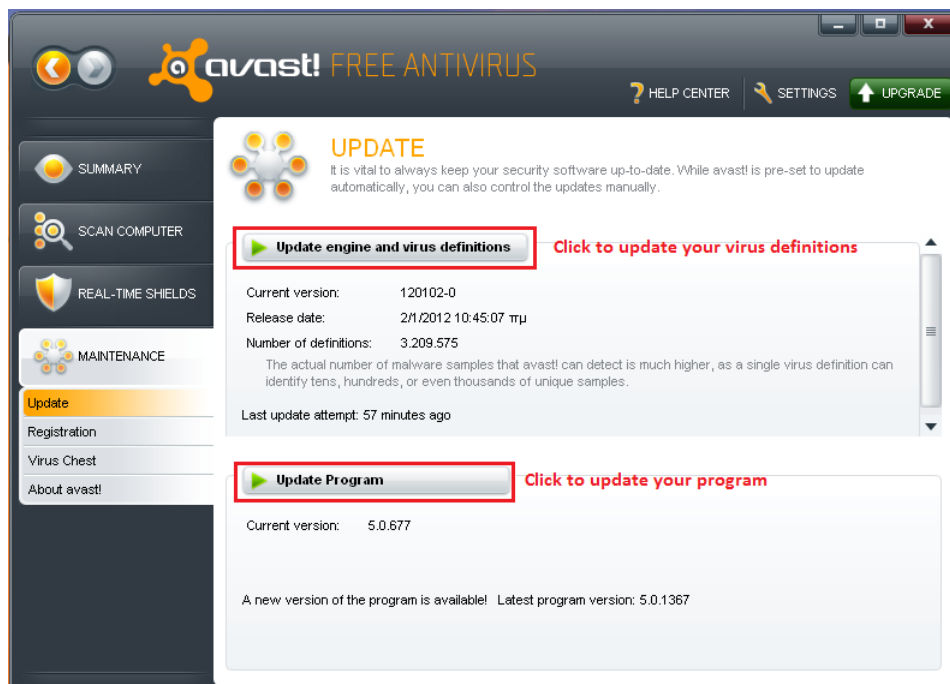 avast! FREE ANTIVIRUS
HELP CENTER
SETTINGS
UPGRADE
SUMMARY
SCAN COMPUTER
REAL-TIME SHIELDS
MAINTENANCE
Update
Registration
Virus Chest
About avast!
UPDATE
It is vital to always keep your security software up-to-date. While avast! is pre-set to update
automatically, you can also control the updates manually.
Update engine and virus definitions
Click to update your virus definitions
Current version: 120102-0
Release date: 2/1/2012 10:45:07 πμ
Number of definitions: 3.209.575
The actual number of malware samples that avast! can detect is much higher, as a single virus definition can
identify tens, hundreds, or even thousands of unique samples.
Last update attempt: 57 minutes ago
Update Program
Click to update your program
Current version: 5.0.677
A new version of the program is available! Latest program version: 5.0.1367